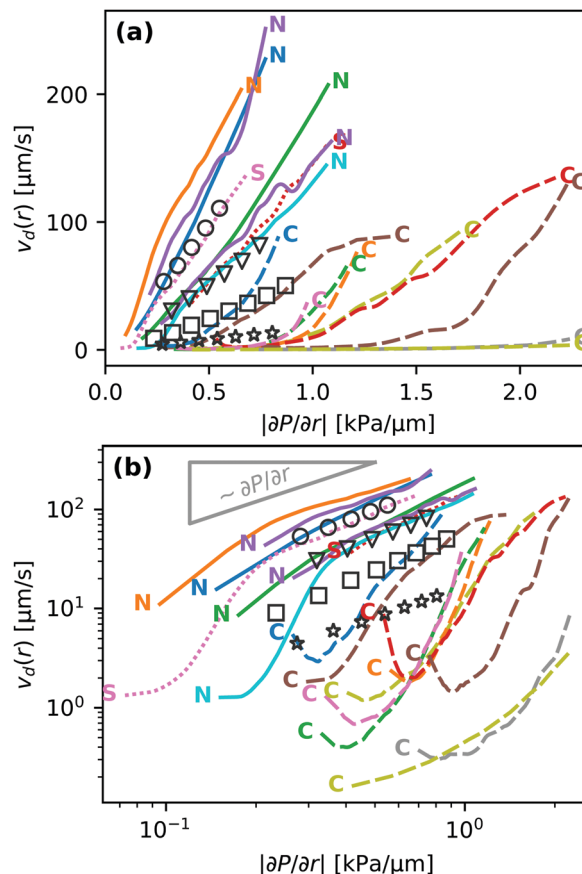 (a)
N
N
N
N
S
N
S
N
C
C
C
C
C
C
C
C
C
C
200
100
0
v_d(r) [µm/s]
0.0 0.5 1.0 1.5 2.0
|∂P/∂r| [kPa/µm]
(b)
~ ∂P/∂r
N
N
N
S
N
N
S
N
C
C
C
C
C
C
C
C
C
C
10²
10¹
10⁰
v_d(r) [µm/s]
10⁻¹ 10⁰
|∂P/∂r| [kPa/µm]